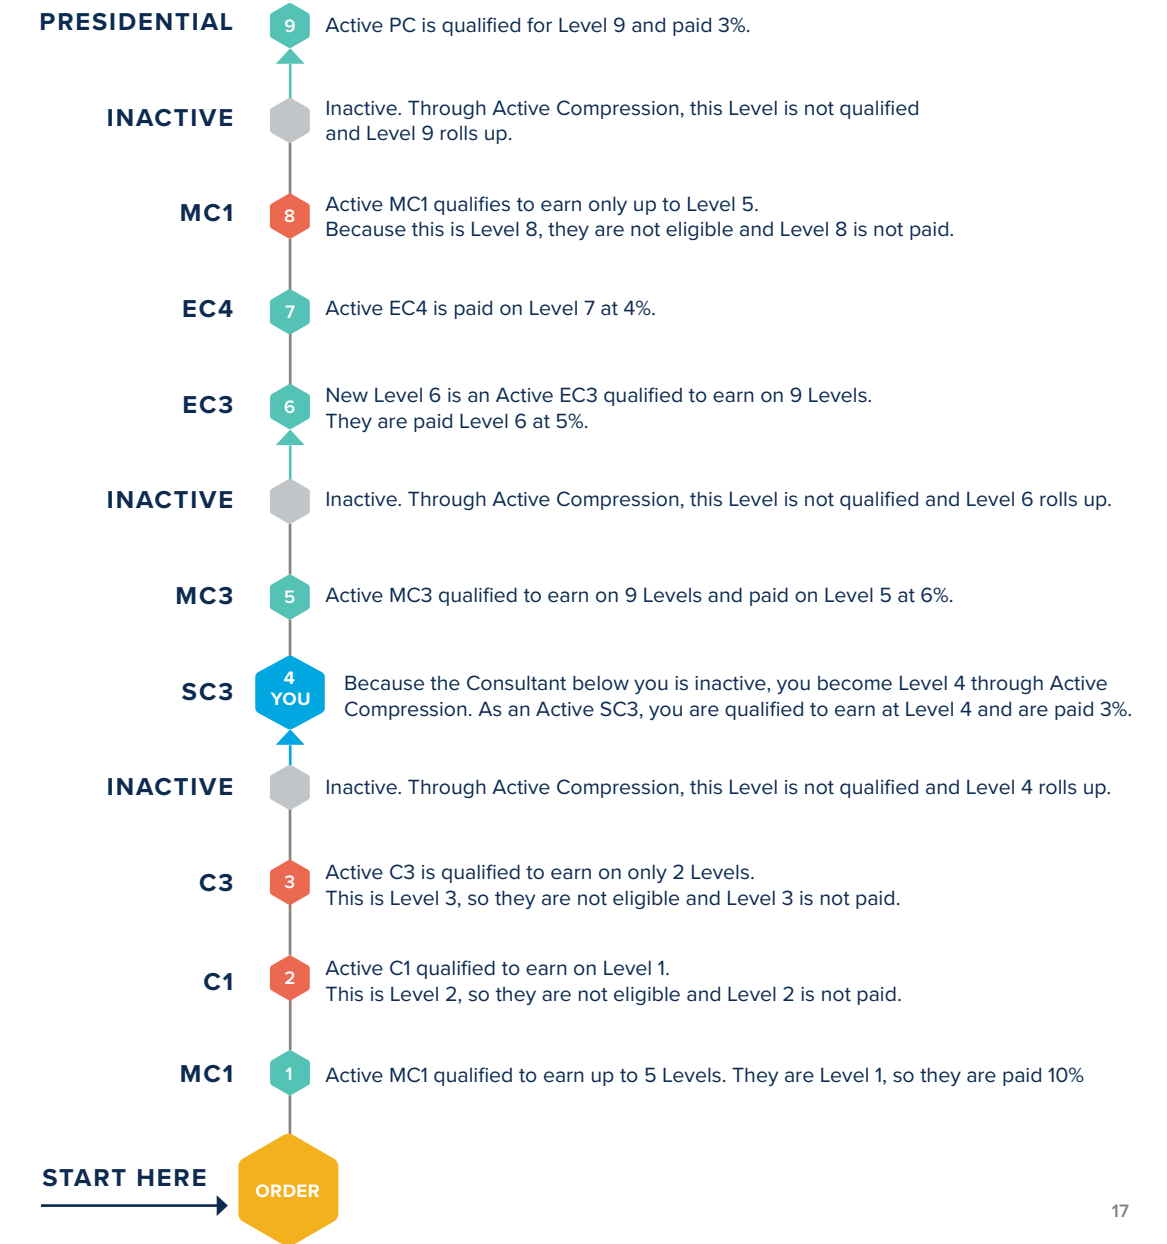 PRESIDENTIAL
9
Active PC is qualified for Level 9 and paid 3%.
INACTIVE
Inactive. Through Active Compression, this Level is not qualified
and Level 9 rolls up.
MC1
8
Active MC1 qualifies to earn only up to Level 5.
Because this is Level 8, they are not eligible and Level 8 is not paid.
EC4
7
Active EC4 is paid on Level 7 at 4%.
EC3
6
New Level 6 is an Active EC3 qualified to earn on 9 Levels.
They are paid Level 6 at 5%.
INACTIVE
Inactive. Through Active Compression, this Level is not qualified and Level 6 rolls up.
MC3
5
Active MC3 qualified to earn on 9 Levels and paid on Level 5 at 6%.
SC3
4
YOU
Because the Consultant below you is inactive, you become Level 4 through Active
Compression. As an Active SC3, you are qualified to earn at Level 4 and are paid 3%.
INACTIVE
Inactive. Through Active Compression, this Level is not qualified and Level 4 rolls up.
C3
3
Active C3 is qualified to earn on only 2 Levels.
This is Level 3, so they are not eligible and Level 3 is not paid.
C1
2
Active C1 qualified to earn on Level 1.
This is Level 2, so they are not eligible and Level 2 is not paid.
MC1
1
Active MC1 qualified to earn up to 5 Levels. They are Level 1, so they are paid 10%
START HERE
ORDER
17